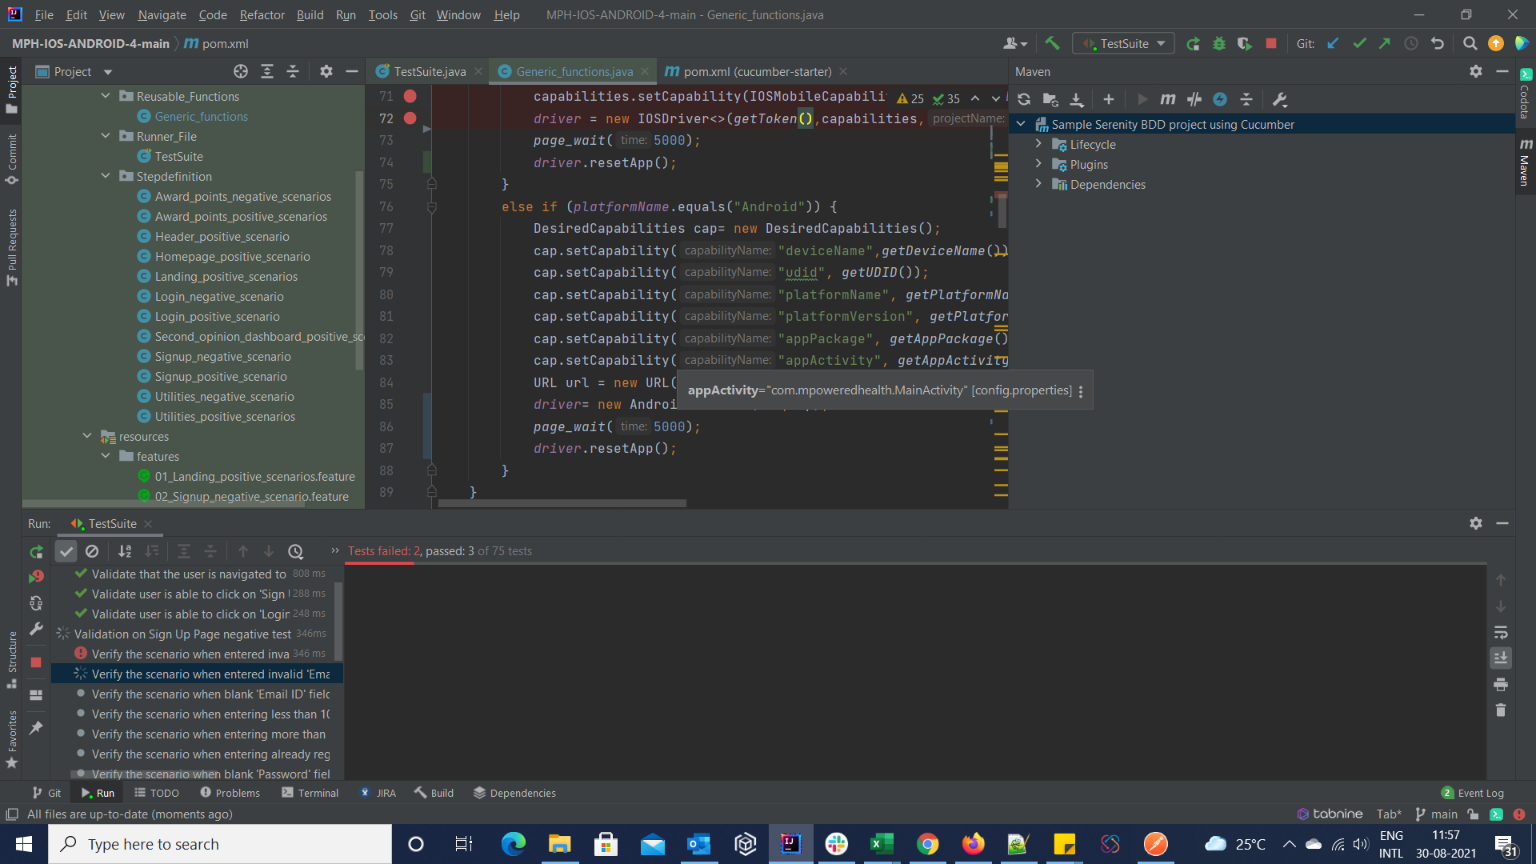 File Edit View Navigate Code Refactor Build Run Tools Git Window Help MPH-IOS-ANDROID-4-main - Generic_functions.java
MPH-IOS-ANDROID-4-main pom.xml TestSuite Git:
Project TestSuite.java Generic_functions.java pom.xml (cucumber-starter) Maven
Project
Commit
Pull Requests
Structure
Favorites
Reusable_Functions
Generic_functions
Runner_File
TestSuite
Stepdefinition
Award_points_negative_scenarios
Award_points_positive_scenarios
Header_positive_scenario
Homepage_positive_scenario
Landing_positive_scenarios
Login_negative_scenario
Login_positive_scenario
Second_opinion_dashboard_positive_sc
Signup_negative_scenario
Signup_positive_scenario
Utilities_negative_scenario
Utilities_positive_scenarios
resources
features
01_Landing_positive_scenarios.feature
02_Signup_negative_scenario.feature
25 35
71 capabilities.setCapability(IOSMobileCapabili
72 driver = new IOSDriver<>(getToken(),capabilities, projectName:
73 page_wait( time: 5000);
74 driver.resetApp();
75 }
76 else if (platformName.equals("Android")) {
77 DesiredCapabilities cap= new DesiredCapabilities();
78 cap.setCapability( capabilityName: "deviceName",getDeviceName())
79 cap.setCapability( capabilityName: "udid", getUDID());
80 cap.setCapability( capabilityName: "platformName", getPlatformNa
81 cap.setCapability( capabilityName: "platformVersion", getPlatfor
82 cap.setCapability( capabilityName: "appPackage", getAppPackage()
83 cap.setCapability( capabilityName: "appActivity", getAppActivity
84 URL url = new URL(
appActivity="com.mpoweredhealth.MainActivity" [config.properties]
85 driver= new Androi
86 page_wait( time: 5000);
87 driver.resetApp();
88 }
89 }
Sample Serenity BDD project using Cucumber
Lifecycle
Plugins
Dependencies
Codota
Maven
Run: TestSuite
Tests failed: 2, passed: 3 of 75 tests
Validate that the user is navigated to 808 ms
Validate user is able to click on 'Sign 288 ms
Validate user is able to click on 'Login 248 ms
Validation on Sign Up Page negative test 346ms
Verify the scenario when entered inva 346 ms
Verify the scenario when entered invalid 'Ema
Verify the scenario when blank 'Email ID' field
Verify the scenario when entering less than 10
Verify the scenario when entering more than
Verify the scenario when entering already reg
Verify the scenario when blank 'Password' fiel
Git Run TODO Problems Terminal JIRA Build Dependencies 2 Event Log
All files are up-to-date (moments ago) tabnine Tab* main
Type here to search 25°C ENG INTL 11:57 30-08-2021 31